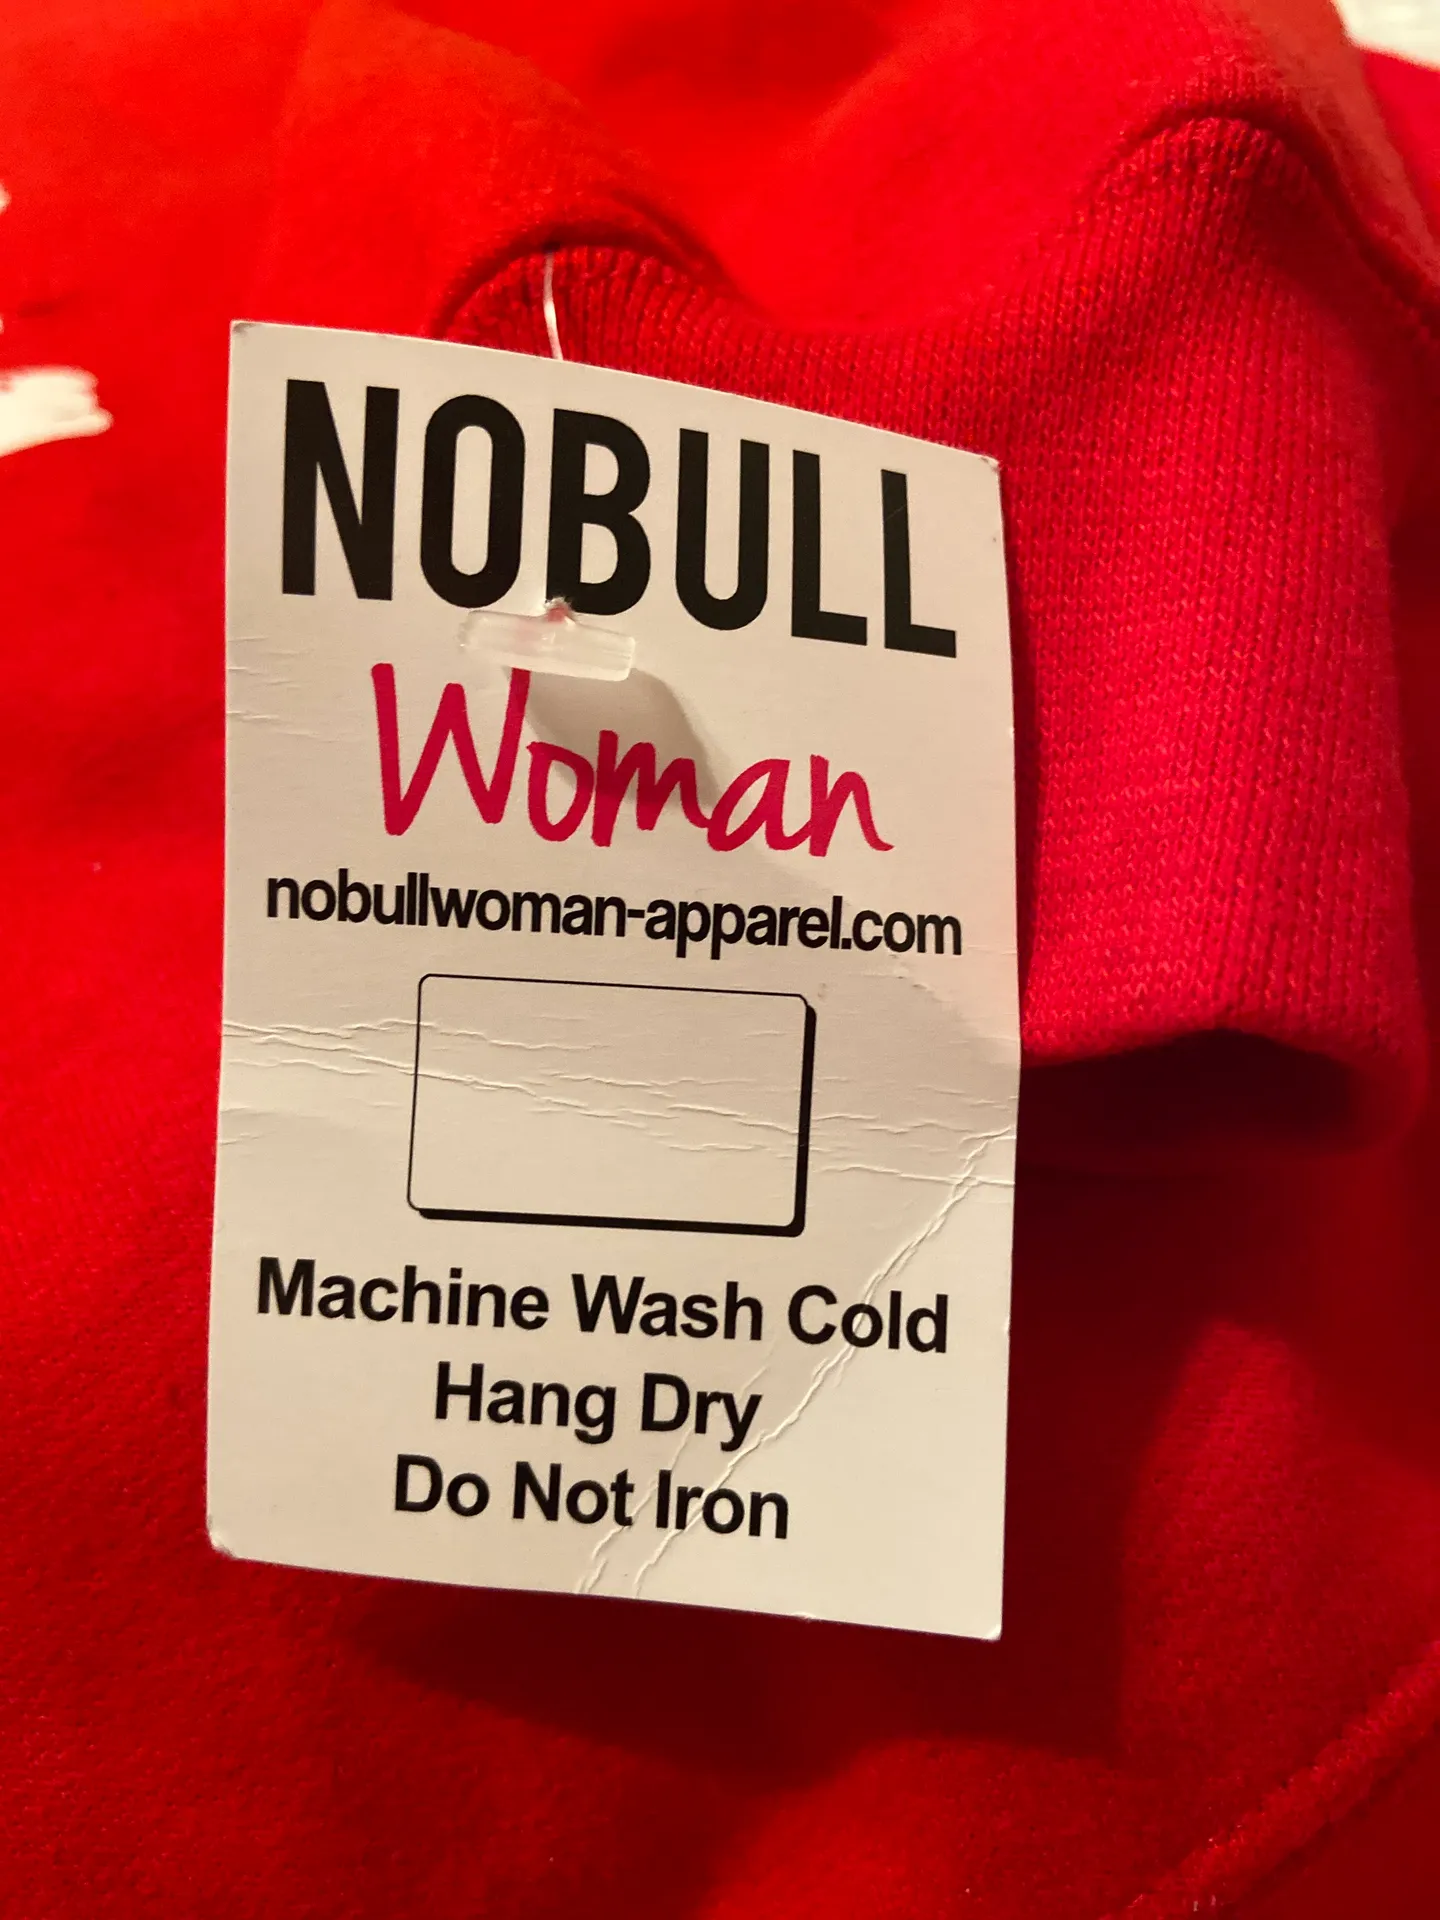 NOBULL
Woman
nobullwoman-apparel.com
Machine Wash Cold
Hang Dry
Do Not Iron